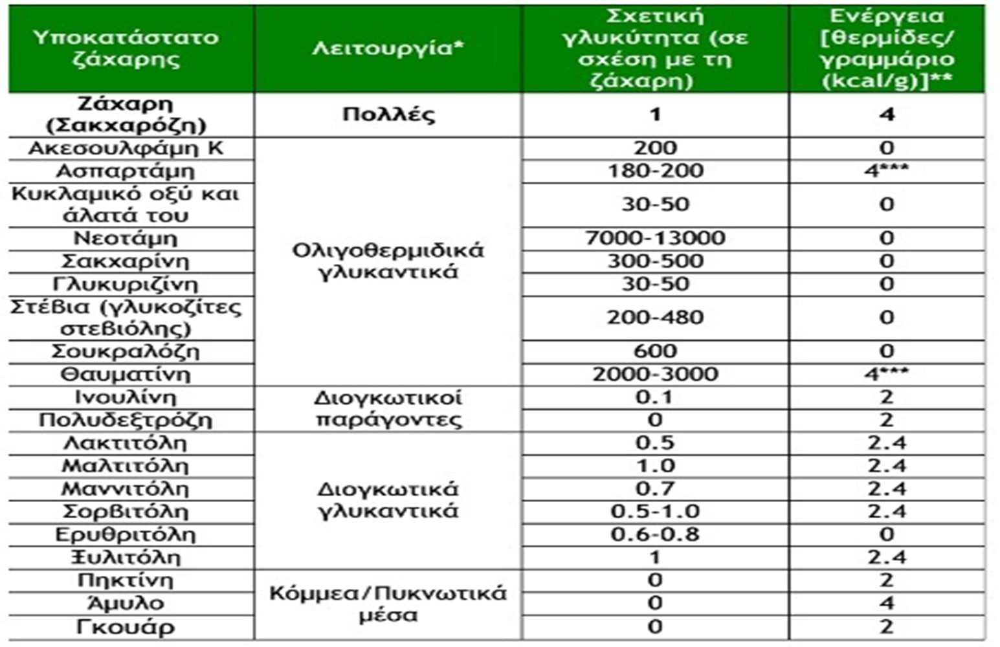 Υποκατάστατο
ζάχαρης
Λειτουργία*
Σχετική
γλυκύτητα (σε
σχέση με τη
ζάχαρη)
Ενέργεια
[θερμίδες/
γραμμάριο
(kcal/g)]**
Ζάχαρη
(Σακχαρόζη)
Πολλές
1
4
Ακεσουλφάμη Κ
200
0
Ασπαρτάμη
180-200
4***
Κυκλαμικό οξύ και
άλατά του
30-50
0
Νεοτάμη
7000-13000
0
Ολιγοθερμιδικά
γλυκαντικά
Σακχαρίνη
300-500
0
Γλυκυριζίνη
30-50
0
Στέβια (γλυκοζίτες
στεβιόλης)
200-480
0
Σουκραλόζη
600
0
Θαυματίνη
2000-3000
4***
Ινουλίνη
Διογκωτικοί
παράγοντες
0.1
2
Πολυδεξτρόζη
0
2
Λακτιτόλη
0.5
2.4
Μαλτιτόλη
1.0
2.4
Μαννιτόλη
Διογκωτικά
γλυκαντικά
0.7
2.4
Σορβιτόλη
0.5-1.0
2.4
Ερυθριτόλη
0.6-0.8
0
Ξυλιτόλη
1
2.4
Πηκτίνη
0
2
Κόμμεα/Πυκνωτικά
μέσα
Άμυλο
0
4
Γκουάρ
0
2